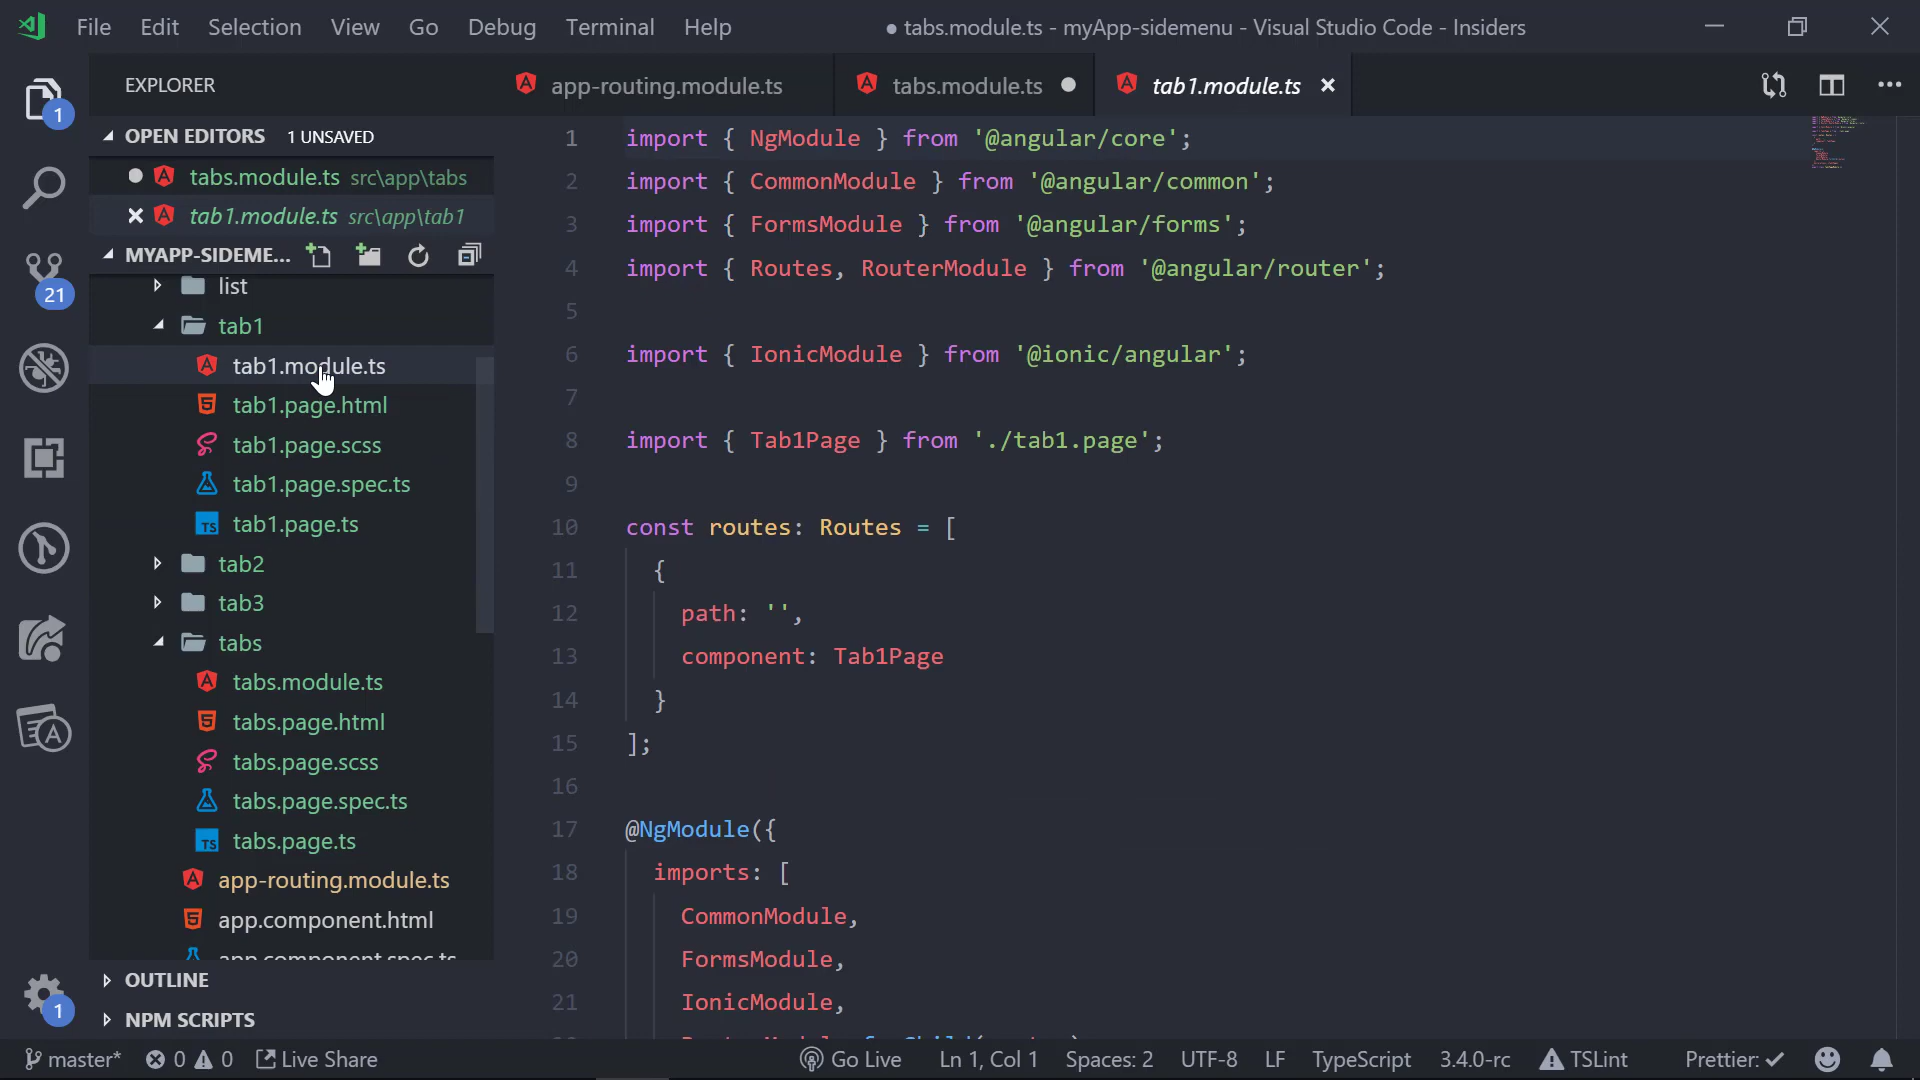 File Edit Selection View Go Debug Terminal Help
● tabs.module.ts - myApp-sidemenu - Visual Studio Code - Insiders
EXPLORER
app-routing.module.ts
tabs.module.ts
tab1.module.ts
1
OPEN EDITORS 1 UNSAVED
tabs.module.ts src\app\tabs
tab1.module.ts src\app\tab1
MYAPP-SIDEME...
21
list
tab1
tab1.module.ts
tab1.page.html
tab1.page.scss
tab1.page.spec.ts
TS tab1.page.ts
tab2
tab3
tabs
tabs.module.ts
tabs.page.html
tabs.page.scss
tabs.page.spec.ts
TS tabs.page.ts
app-routing.module.ts
app.component.html
app.component.spec.ts
OUTLINE
1
NPM SCRIPTS
1 import { NgModule } from '@angular/core';
2 import { CommonModule } from '@angular/common';
3 import { FormsModule } from '@angular/forms';
4 import { Routes, RouterModule } from '@angular/router';
5
6 import { IonicModule } from '@ionic/angular';
7
8 import { Tab1Page } from './tab1.page';
9
10 const routes: Routes = [
11 {
12 path: '',
13 component: Tab1Page
14 }
15 ];
16
17 @NgModule({
18 imports: [
19 CommonModule,
20 FormsModule,
21 IonicModule,
master* 0 0 Live Share Go Live Ln 1, Col 1 Spaces: 2 UTF-8 LF TypeScript 3.4.0-rc TSLint Prettier: ✓